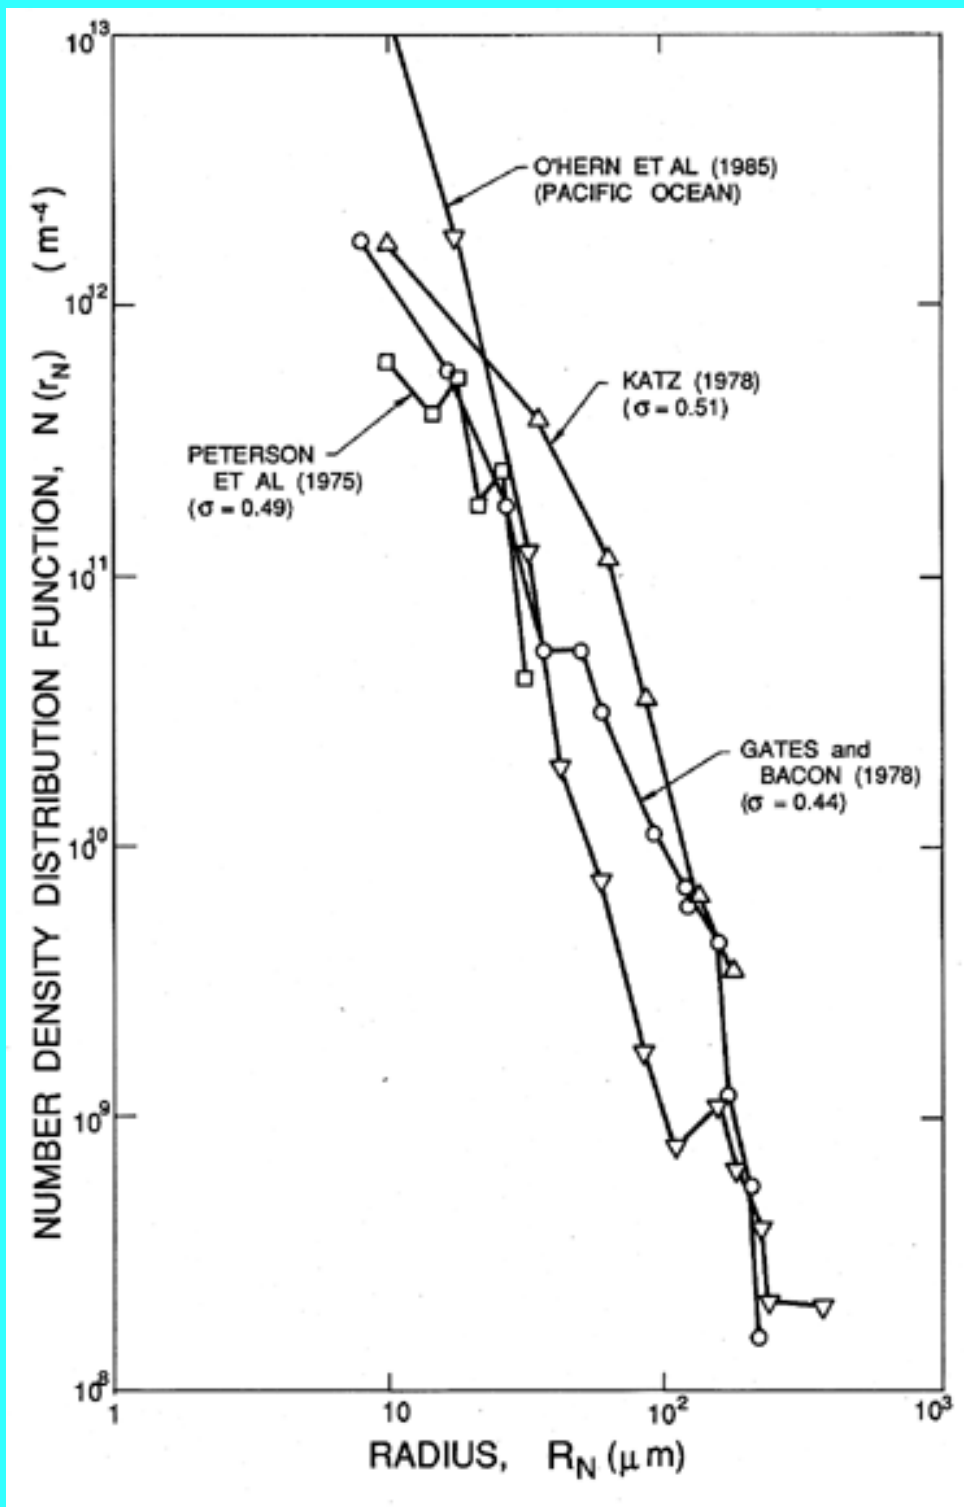 10¹³
O'HERN ET AL (1985)
(PACIFIC OCEAN)
10¹²
KATZ (1978)
(σ = 0.51)
PETERSON
ET AL (1975)
(σ = 0.49)
10¹¹
GATES and
BACON (1978)
(σ = 0.44)
10¹⁰
10⁹
10⁸
NUMBER DENSITY DISTRIBUTION FUNCTION, N (r_N) (m⁻⁴)
1 10 10² 10³
RADIUS, R_N (μm)